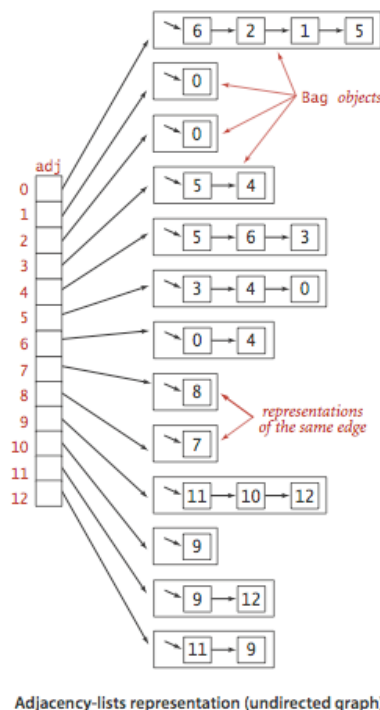 6 2 1 5
0
Bag objects
0
adj
0
5 4
1
2
5 6 3
3
4
3 4 0
5
6
0 4
7
8
8
representations
of the same edge
9
7
10
11
11 10 12
12
9
9 12
11 9
Adjacency-lists representation (undirected graph)